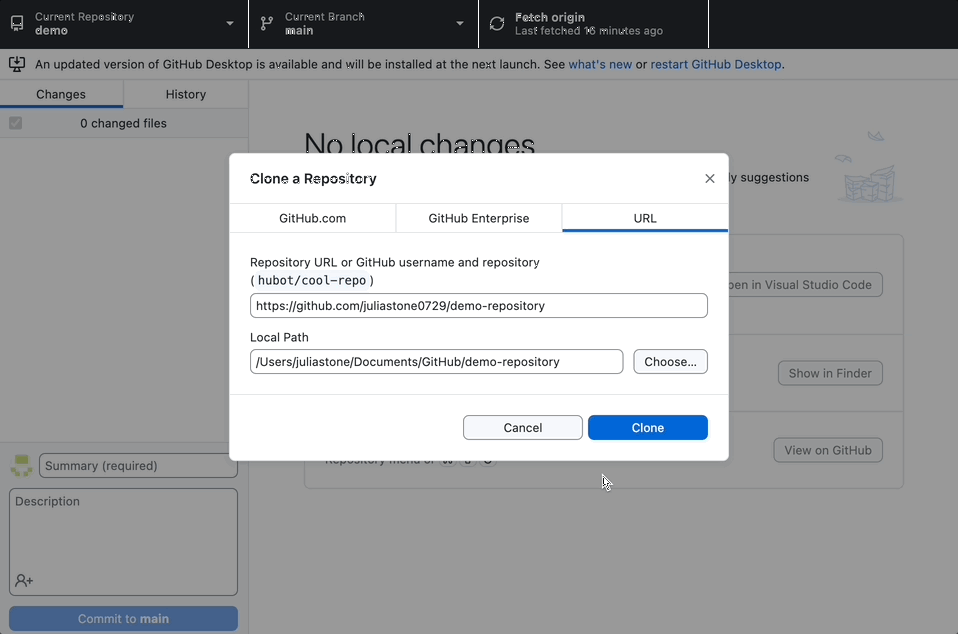 Current Repository
demo
Current Branch
main
Fetch origin
Last fetched 16 minutes ago
An updated version of GitHub Desktop is available and will be installed at the next launch. See what's new or restart GitHub Desktop.
Changes
History
0 changed files
No local changes
ly suggestions
Clone a Repository
GitHub.com
GitHub Enterprise
URL
Repository URL or GitHub username and repository
(hubot/cool-repo)
https://github.com/juliastone0729/demo-repository
Local Path
/Users/juliastone/Documents/GitHub/demo-repository
Choose...
Cancel
Clone
pen in Visual Studio Code
Show in Finder
View on GitHub
Repository menu or
Summary (required)
Description
Commit to main